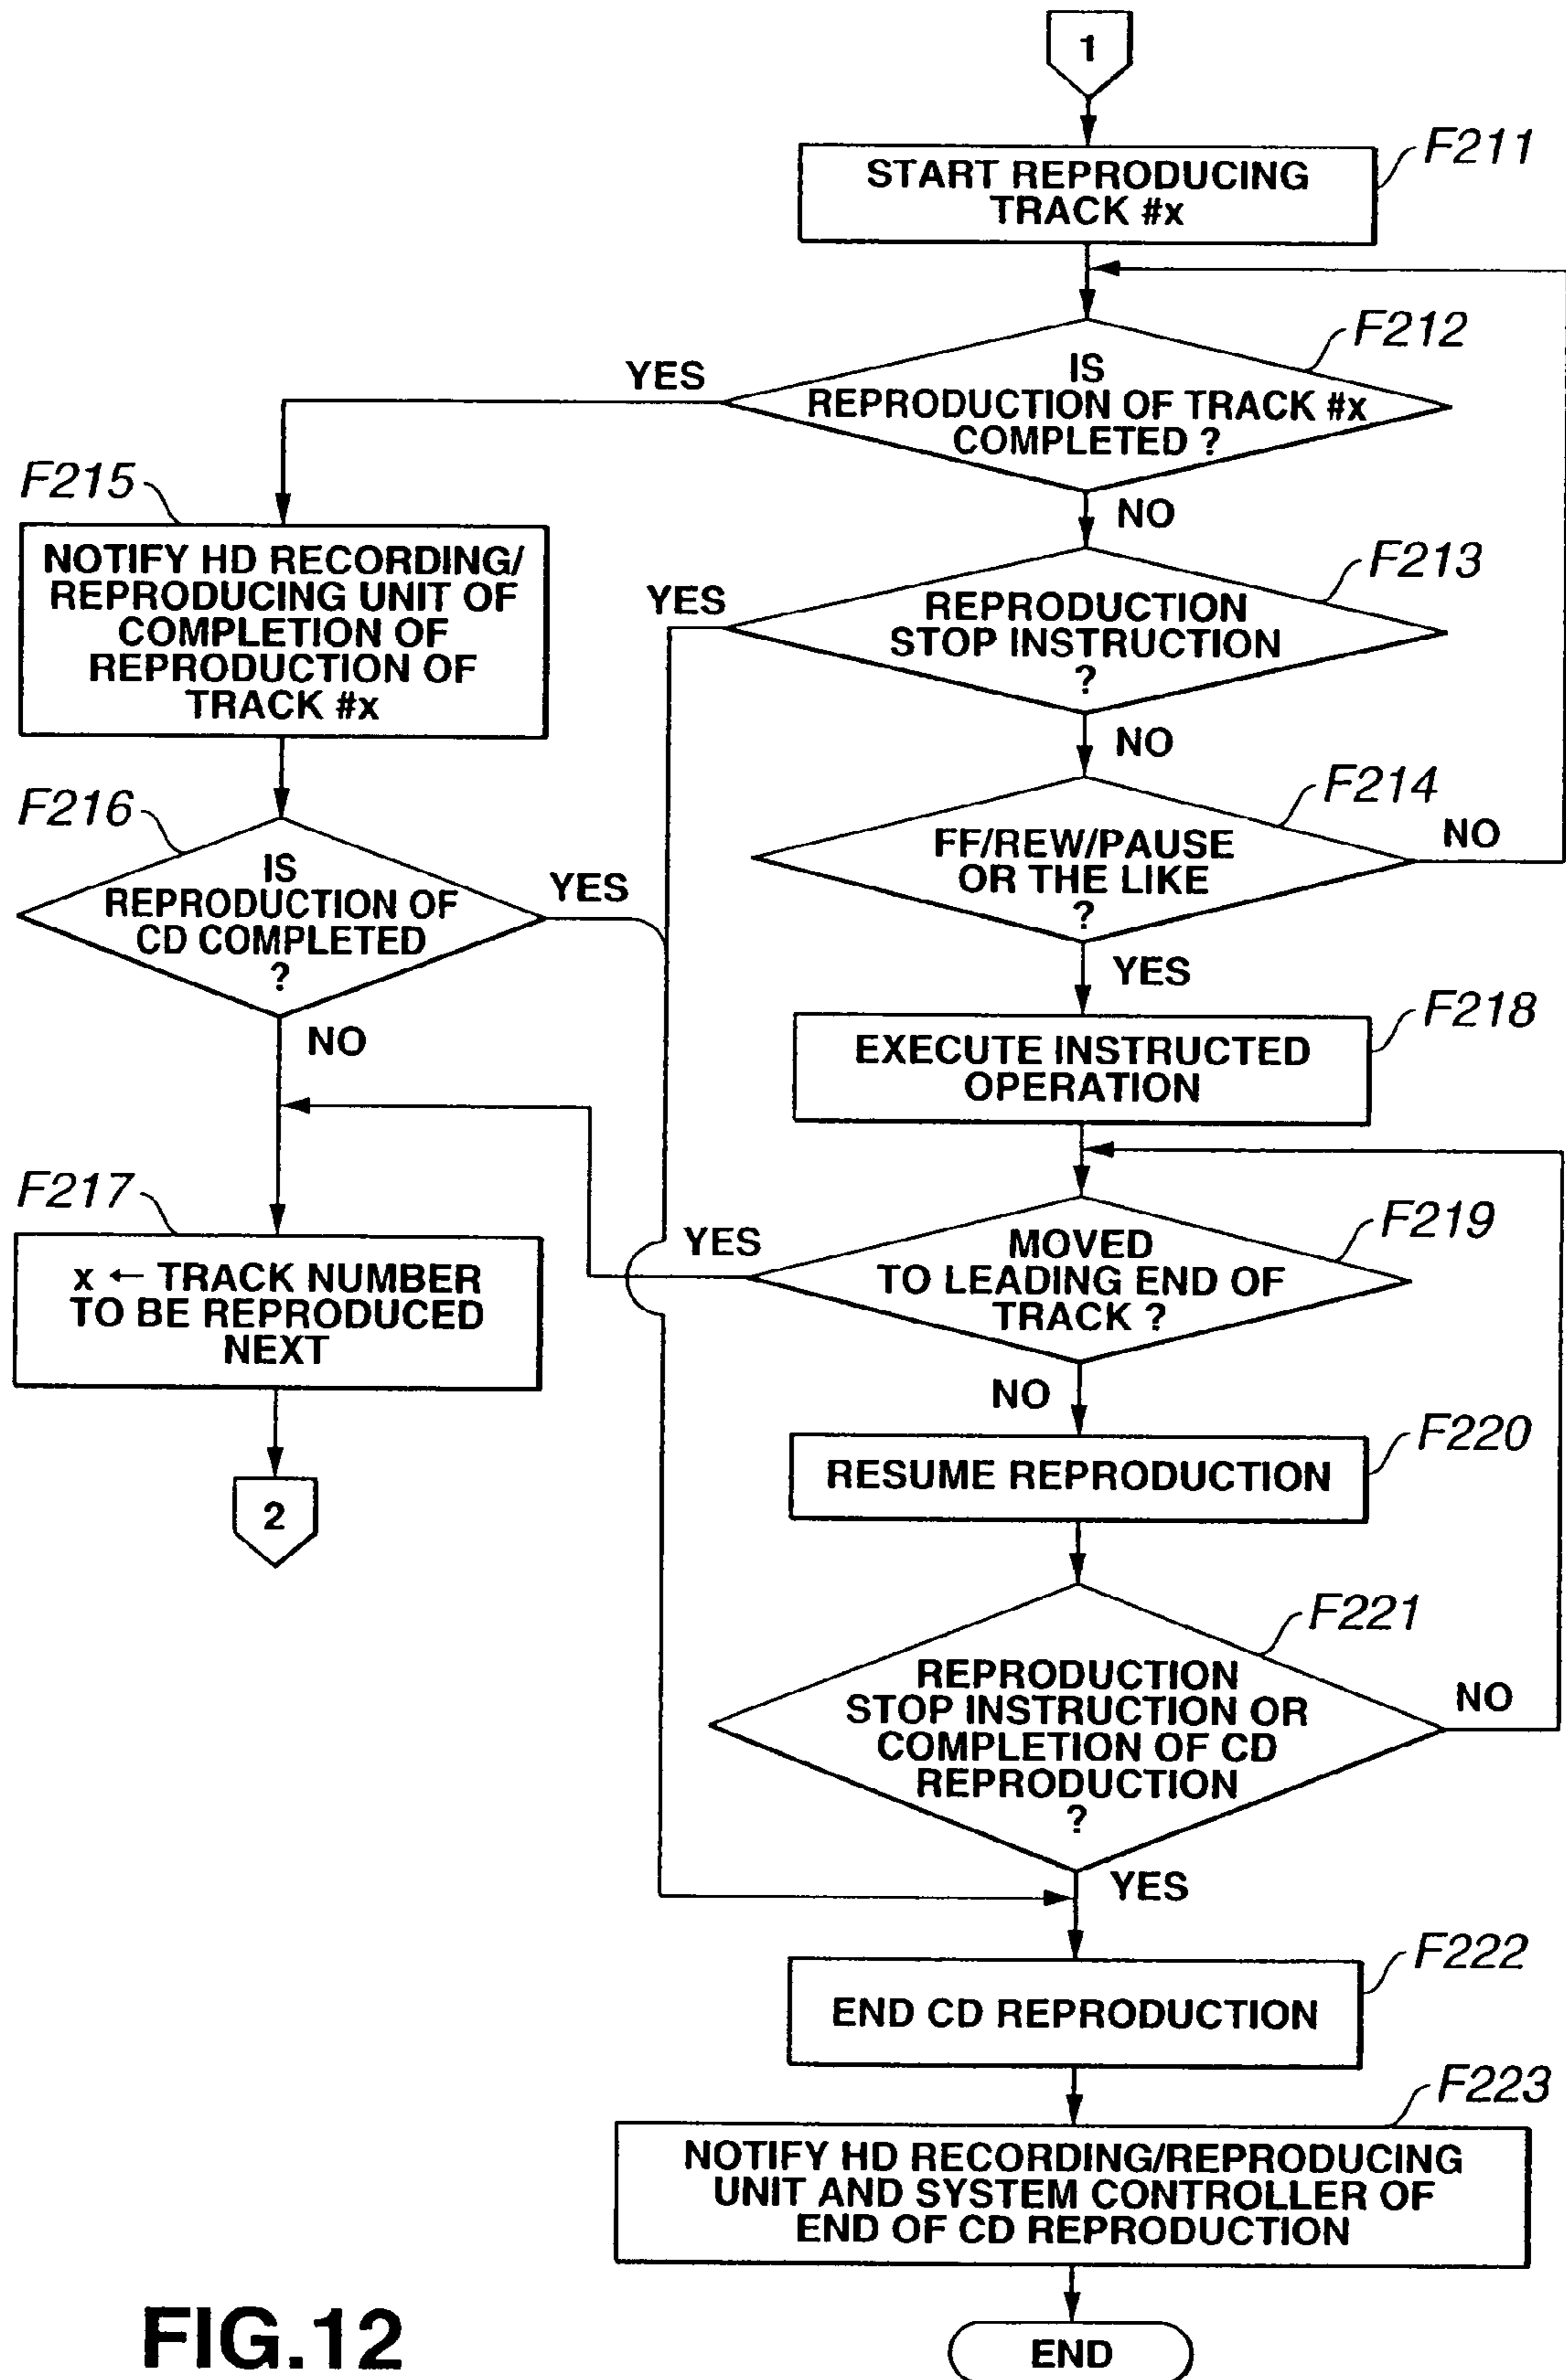 1
START REPRODUCING
TRACK #x
F211
IS
REPRODUCTION OF TRACK #x
COMPLETED ?
F212
YES
NO
F215
NOTIFY HD RECORDING/
REPRODUCING UNIT OF
COMPLETION OF
REPRODUCTION OF
TRACK #x
REPRODUCTION
STOP INSTRUCTION
?
F213
YES
NO
F216
IS
REPRODUCTION OF
CD COMPLETED
?
YES
NO
FF/REW/PAUSE
OR THE LIKE
?
F214
NO
YES
EXECUTE INSTRUCTED
OPERATION
F218
F217
x ← TRACK NUMBER
TO BE REPRODUCED
NEXT
2
MOVED
TO LEADING END OF
TRACK ?
F219
YES
NO
RESUME REPRODUCTION
F220
REPRODUCTION
STOP INSTRUCTION OR
COMPLETION OF CD
REPRODUCTION
?
F221
NO
YES
END CD REPRODUCTION
F222
NOTIFY HD RECORDING/REPRODUCING
UNIT AND SYSTEM CONTROLLER OF
END OF CD REPRODUCTION
F223
END
FIG.12